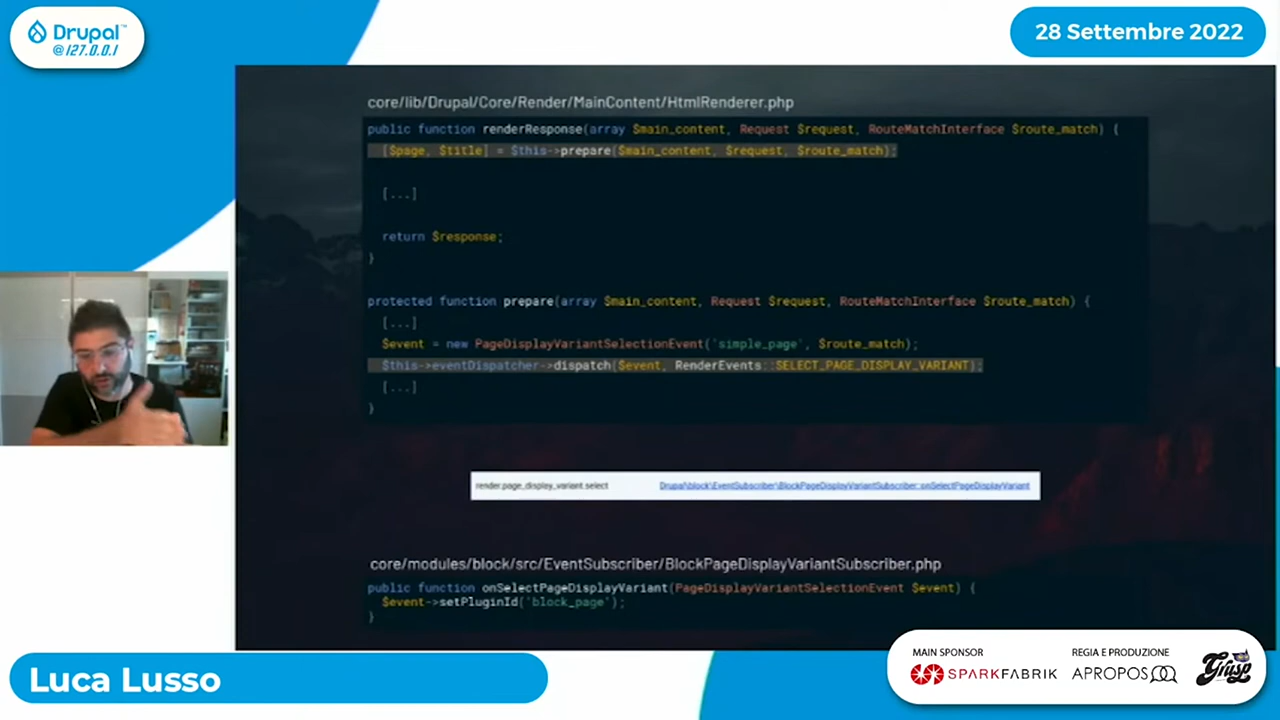 Drupal™
@127.0.0.1
28 Settembre 2022
core/lib/Drupal/Core/Render/MainContent/HtmlRenderer.php
public function renderResponse(array $main_content, Request $request, RouteMatchInterface $route_match) {
[$page, $title] = $this->prepare($main_content, $request, $route_match);
[...]
return $response;
}
protected function prepare(array $main_content, Request $request, RouteMatchInterface $route_match) {
[...]
$event = new PageDisplayVariantSelectionEvent('simple_page', $route_match);
$this->eventDispatcher->dispatch($event, RenderEvents::SELECT_PAGE_DISPLAY_VARIANT);
[...]
}
render.page_display_variant.select Drupal\block\EventSubscriber\BlockPageDisplayVariantSubscriber::onSelectPageDisplayVariant
core/modules/block/src/EventSubscriber/BlockPageDisplayVariantSubscriber.php
public function onSelectPageDisplayVariant(PageDisplayVariantSelectionEvent $event) {
$event->setPluginId('block_page');
}
Luca Lusso
MAIN SPONSOR
SPARKFABRIK
REGIA E PRODUZIONE
APROPOS
Grusp